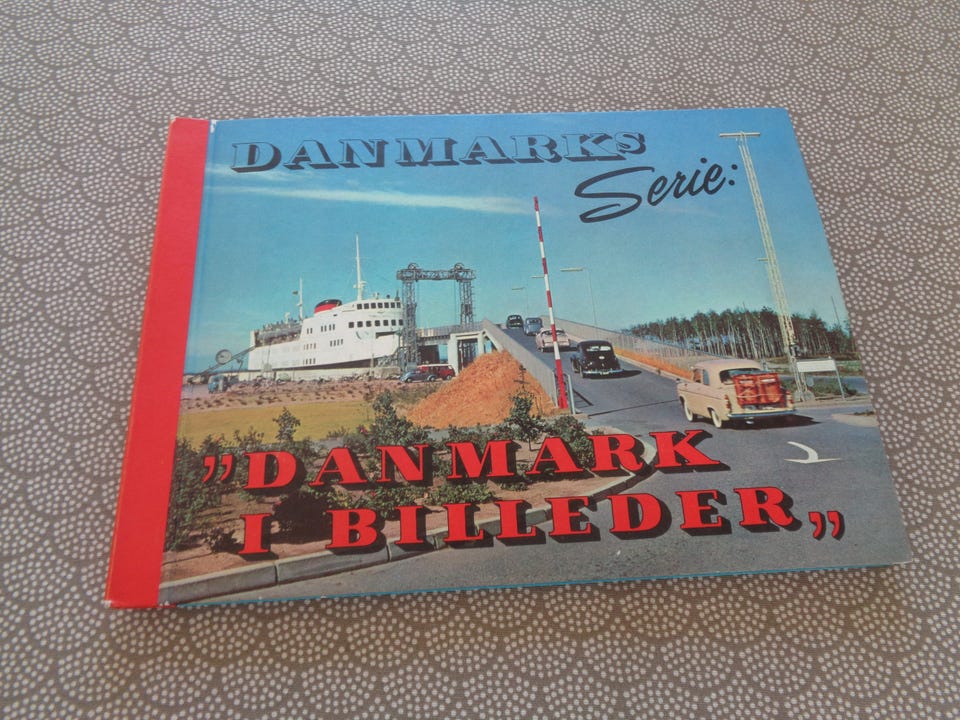 DANMARKS
Serie:
"DANMARK
I BILLEDER„